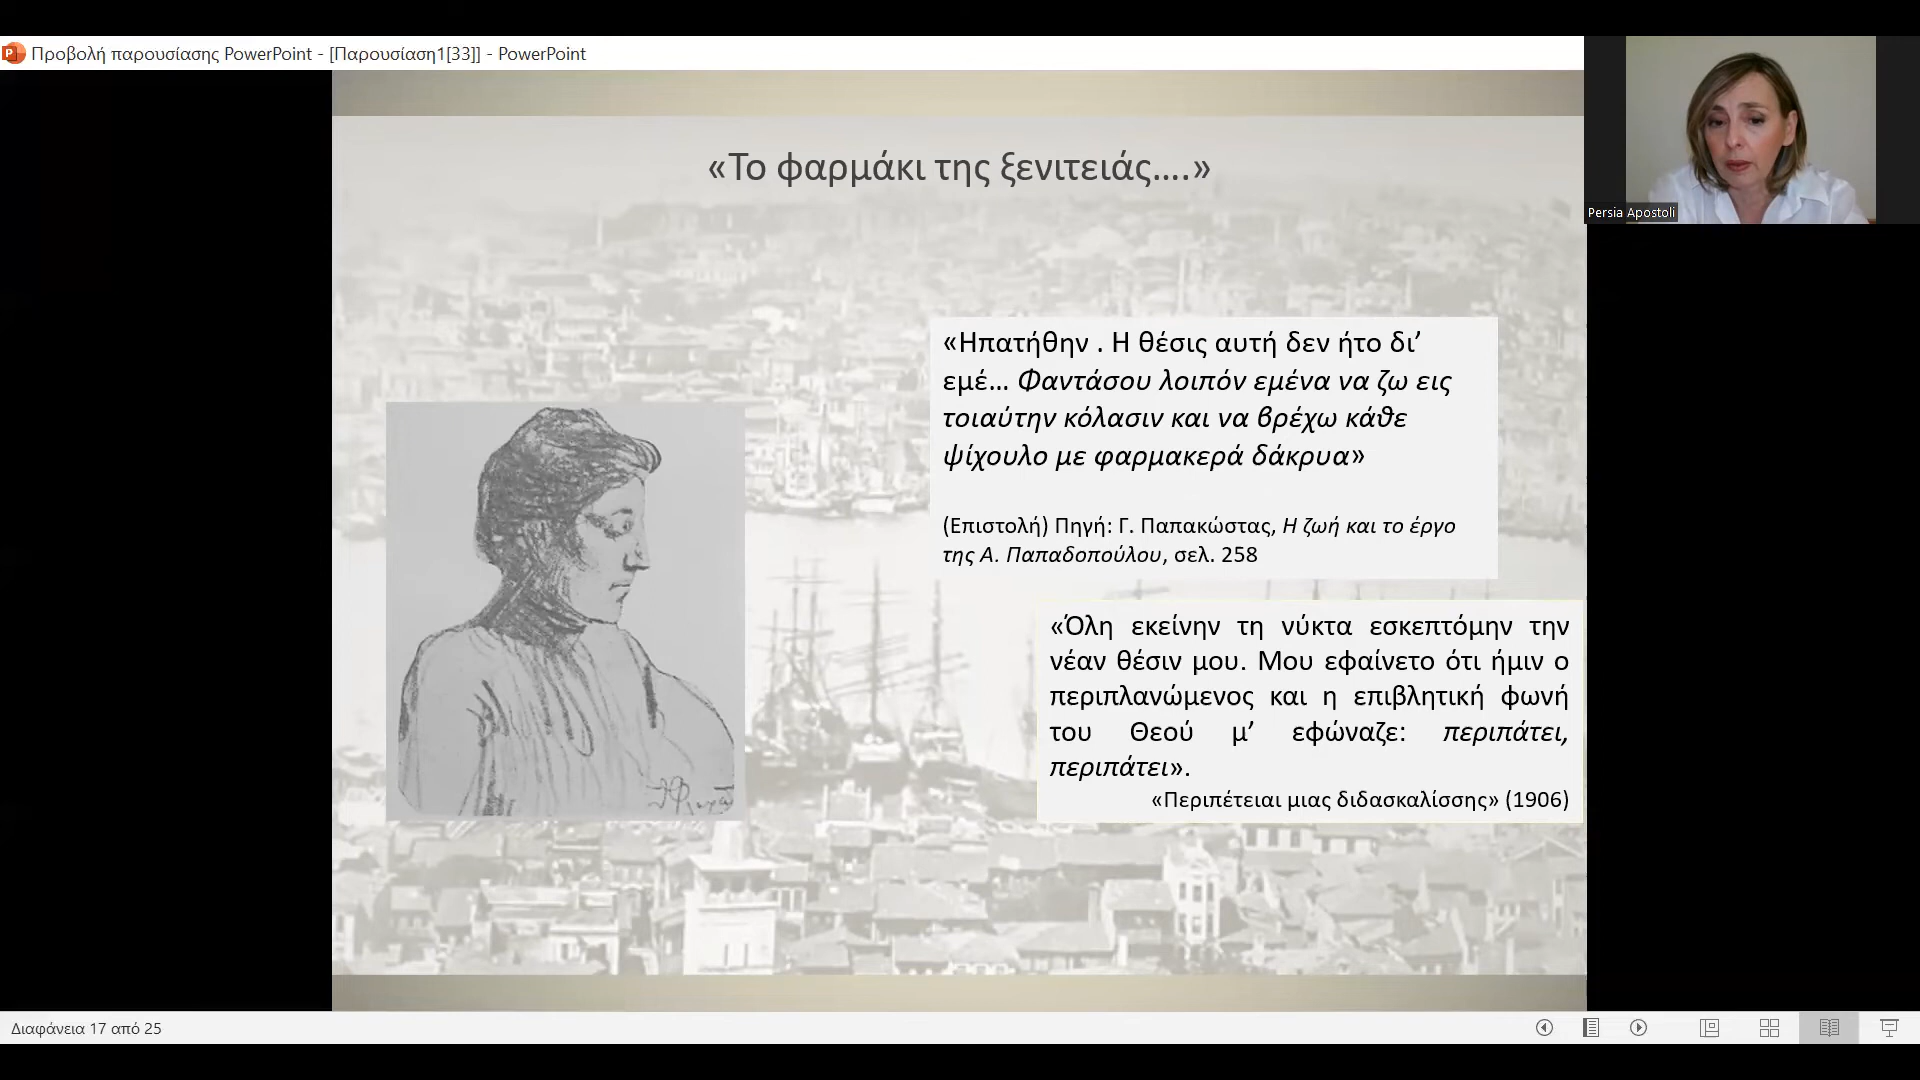 Προβολή παρουσίασης PowerPoint - [Παρουσίαση1[33]] - PowerPoint
Persia Apostoli
«Το φαρμάκι της ξενιτειάς....»
«Ηπατήθην . Η θέσις αυτή δεν ήτο δι’
εμέ... Φαντάσου λοιπόν εμένα να ζω εις
τοιαύτην κόλασιν και να βρέχω κάθε
ψίχουλο με φαρμακερά δάκρυα»
(Επιστολή) Πηγή: Γ. Παπακώστας, Η ζωή και το έργο
της Α. Παπαδοπούλου, σελ. 258
«Όλη εκείνην τη νύκτα εσκεπτόμην την
νέαν θέσιν μου. Μου εφαίνετο ότι ήμιν ο
περιπλανώμενος και η επιβλητική φωνή
του Θεού μ’ εφώναζε: περιπάτει,
περιπάτει».
«Περιπέτειαι μιας διδασκαλίσσης» (1906)
Διαφάνεια 17 από 25